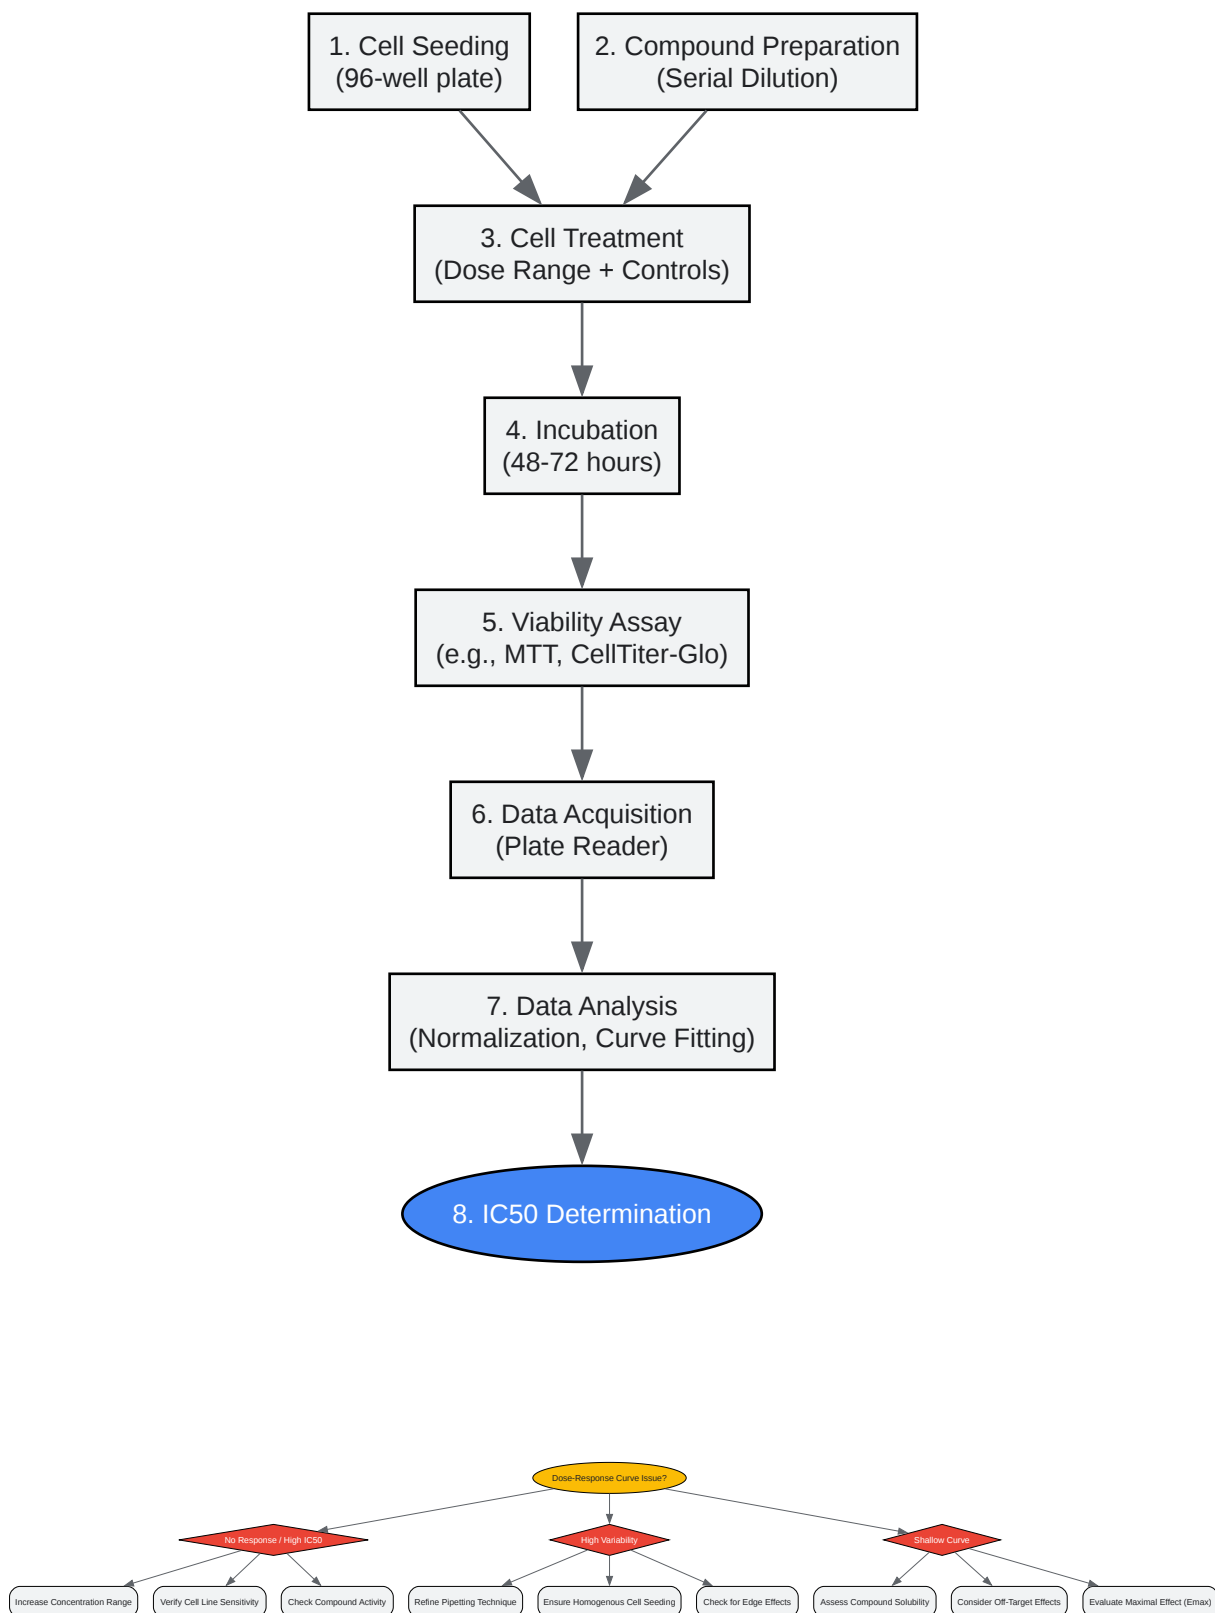 1. Cell Seeding
(96-well plate)
2. Compound Preparation
(Serial Dilution)
3. Cell Treatment
(Dose Range + Controls)
4. Incubation
(48-72 hours)
5. Viability Assay
(e.g., MTT, CellTiter-Glo)
6. Data Acquisition
(Plate Reader)
7. Data Analysis
(Normalization, Curve Fitting)
8. IC50 Determination
Dose-Response Curve Issue?
No Response / High IC50
High Variability
Shallow Curve
Increase Concentration Range
Verify Cell Line Sensitivity
Check Compound Activity
Refine Pipetting Technique
Ensure Homogenous Cell Seeding
Check for Edge Effects
Assess Compound Solubility
Consider Off-Target Effects
Evaluate Maximal Effect (Emax)